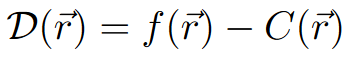 𝒟(r⃗) = f(r⃗) − C(r⃗)